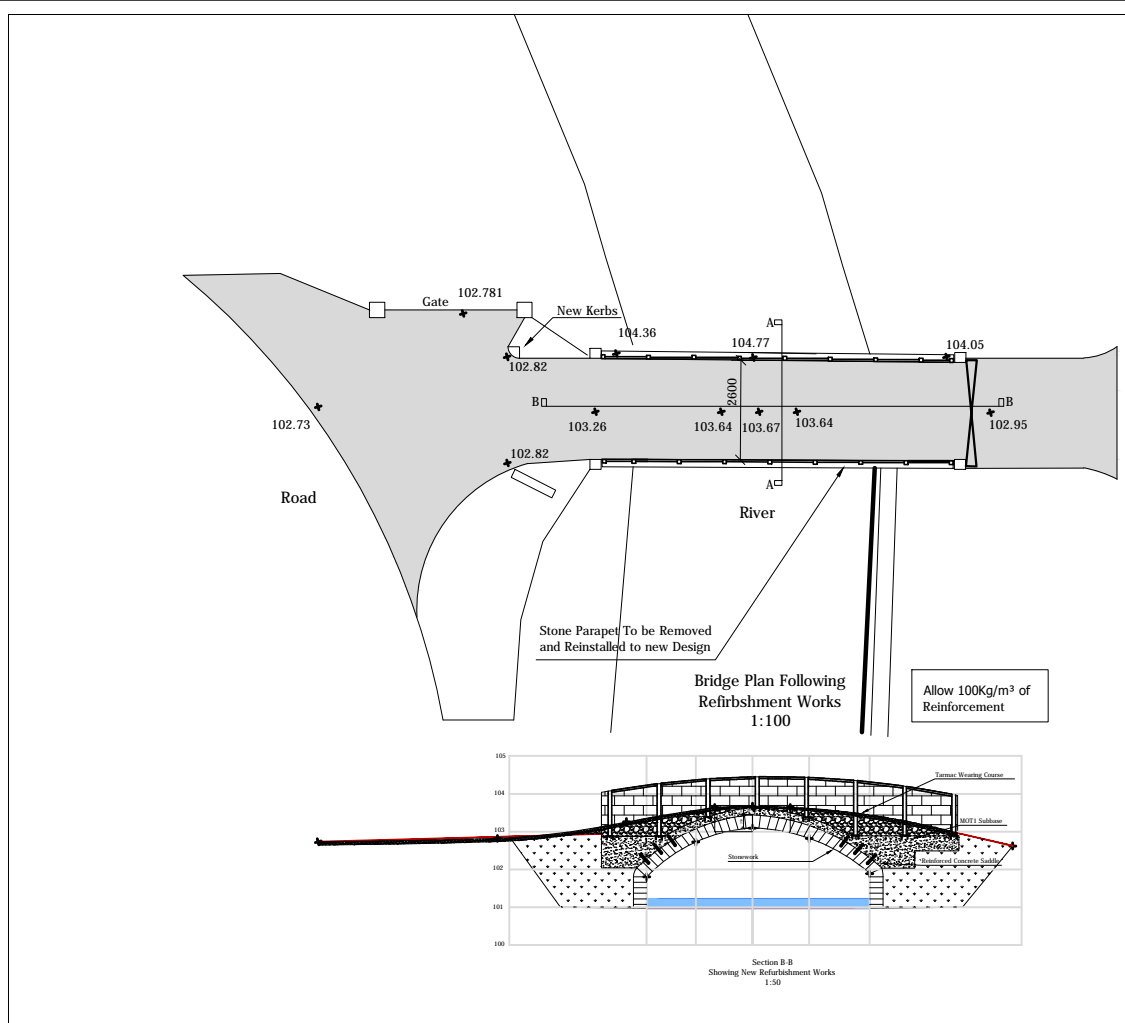 Gate
102.781
New Kerbs
104.36
A
104.77
104.05
102.82
2600
B
B
102.73
103.26
103.64
103.67
103.64
102.95
102.82
A
Road
River
Stone Parapet To be Removed
and Reinstalled to new Design
Bridge Plan Following
Refirbshment Works
1:100
Allow 100Kg/m³ of
Reinforcement
105
104
103
102
101
100
Tarmac Wearing Course
MOT1 Subbase
Stonework
*Reinforced Concrete Saddle
Section B-B
Showing New Refurbishment Works
1:50